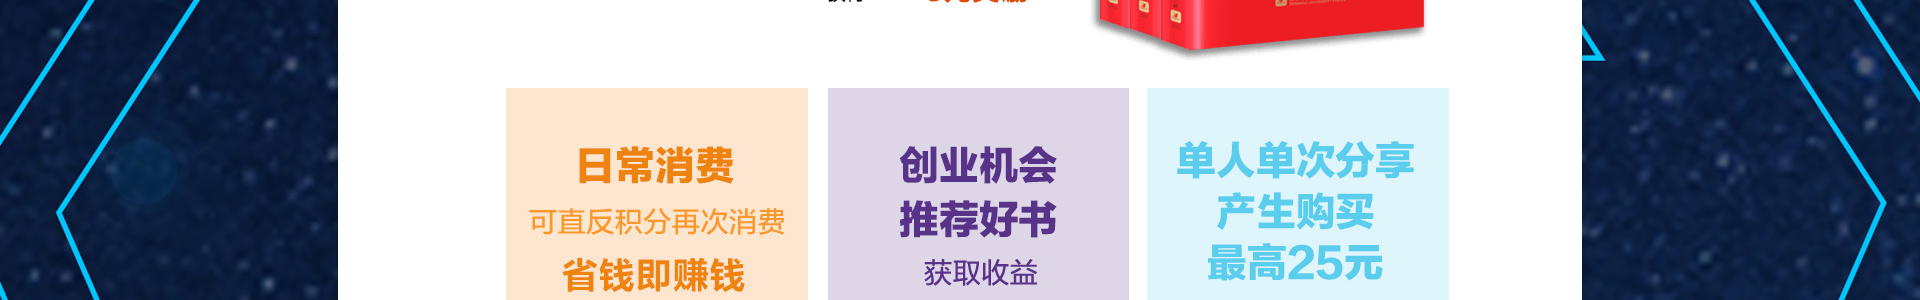 日常消费
可直反积分再次消费
省钱即赚钱
创业机会
推荐好书
获取收益
单人单次分享
产生购买
最高25元